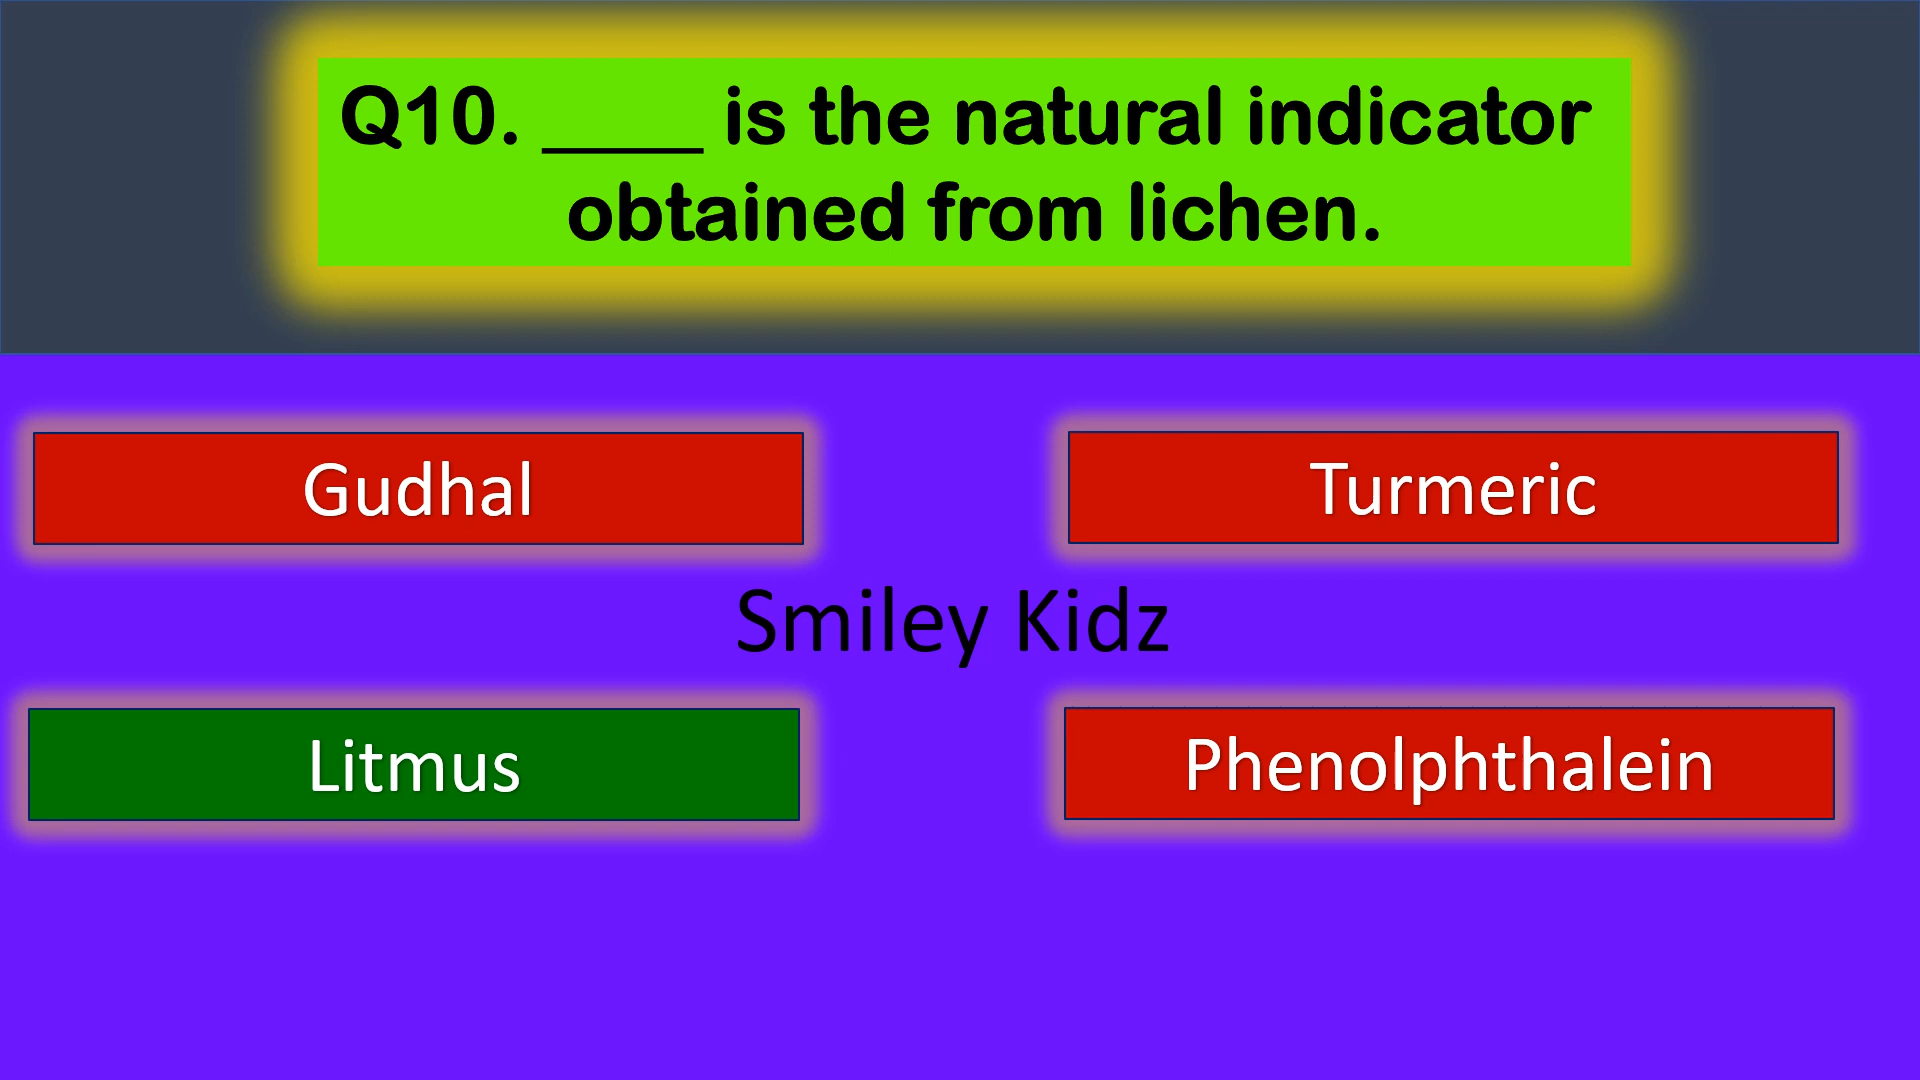 Q10. ____ is the natural indicator
obtained from lichen.
Gudhal
Turmeric
Smiley Kidz
Litmus
Phenolphthalein